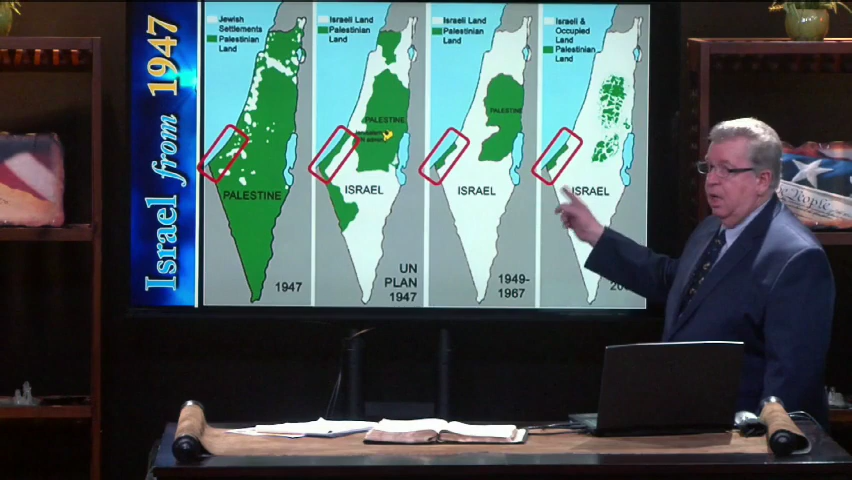 Israel from 1947
Jewish
Settlements
Palestinian
Land
PALESTINE
1947
Israeli Land
Palestinian
Land
PALESTINE
ISRAEL
UN
PLAN
1947
Israeli Land
Palestinian
Land
PALESTINE
ISRAEL
1949-
1967
Israeli &
Occupied
Land
Palestinian
Land
ISRAEL
People